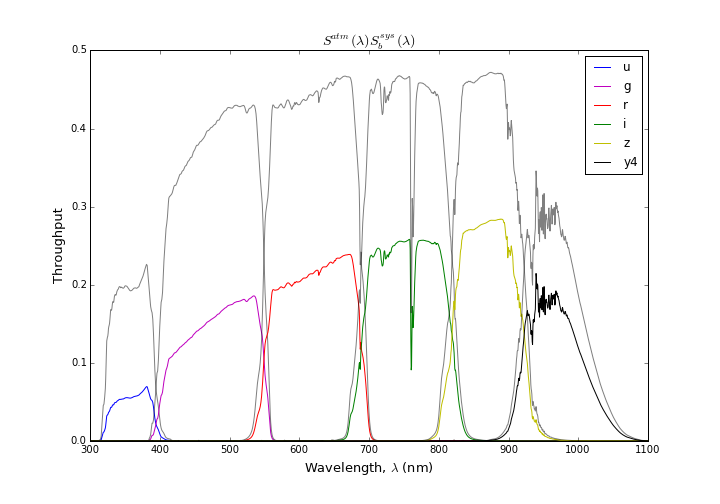 S^{atm}(λ)S_b^{sys}(λ)
0.5
0.4
0.3
0.2
0.1
0.0
Throughput
300 400 500 600 700 800 900 1000 1100
Wavelength, λ (nm)
u
g
r
i
z
y4